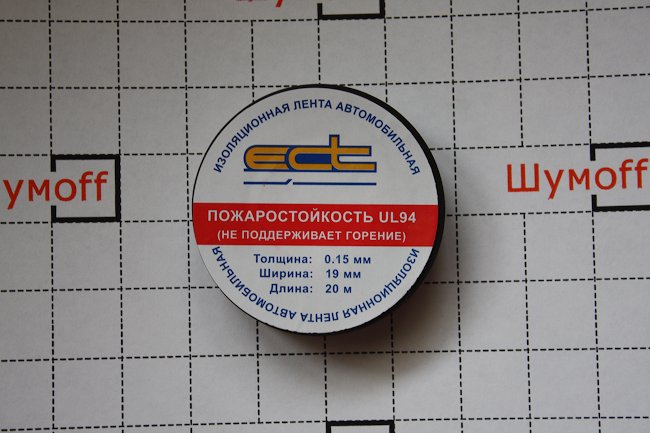 ИЗОЛЯЦИОННАЯ ЛЕНТА АВТОМОБИЛЬНАЯ
ect
ПОЖАРОСТОЙКОСТЬ UL94
(НЕ ПОДДЕРЖИВАЕТ ГОРЕНИЕ)
Толщина: 0.15 мм
Ширина: 19 мм
Длина: 20 м
ИЗОЛЯЦИОННАЯ ЛЕНТА АВТОМОБИЛЬНАЯ
умoff
Шумoff